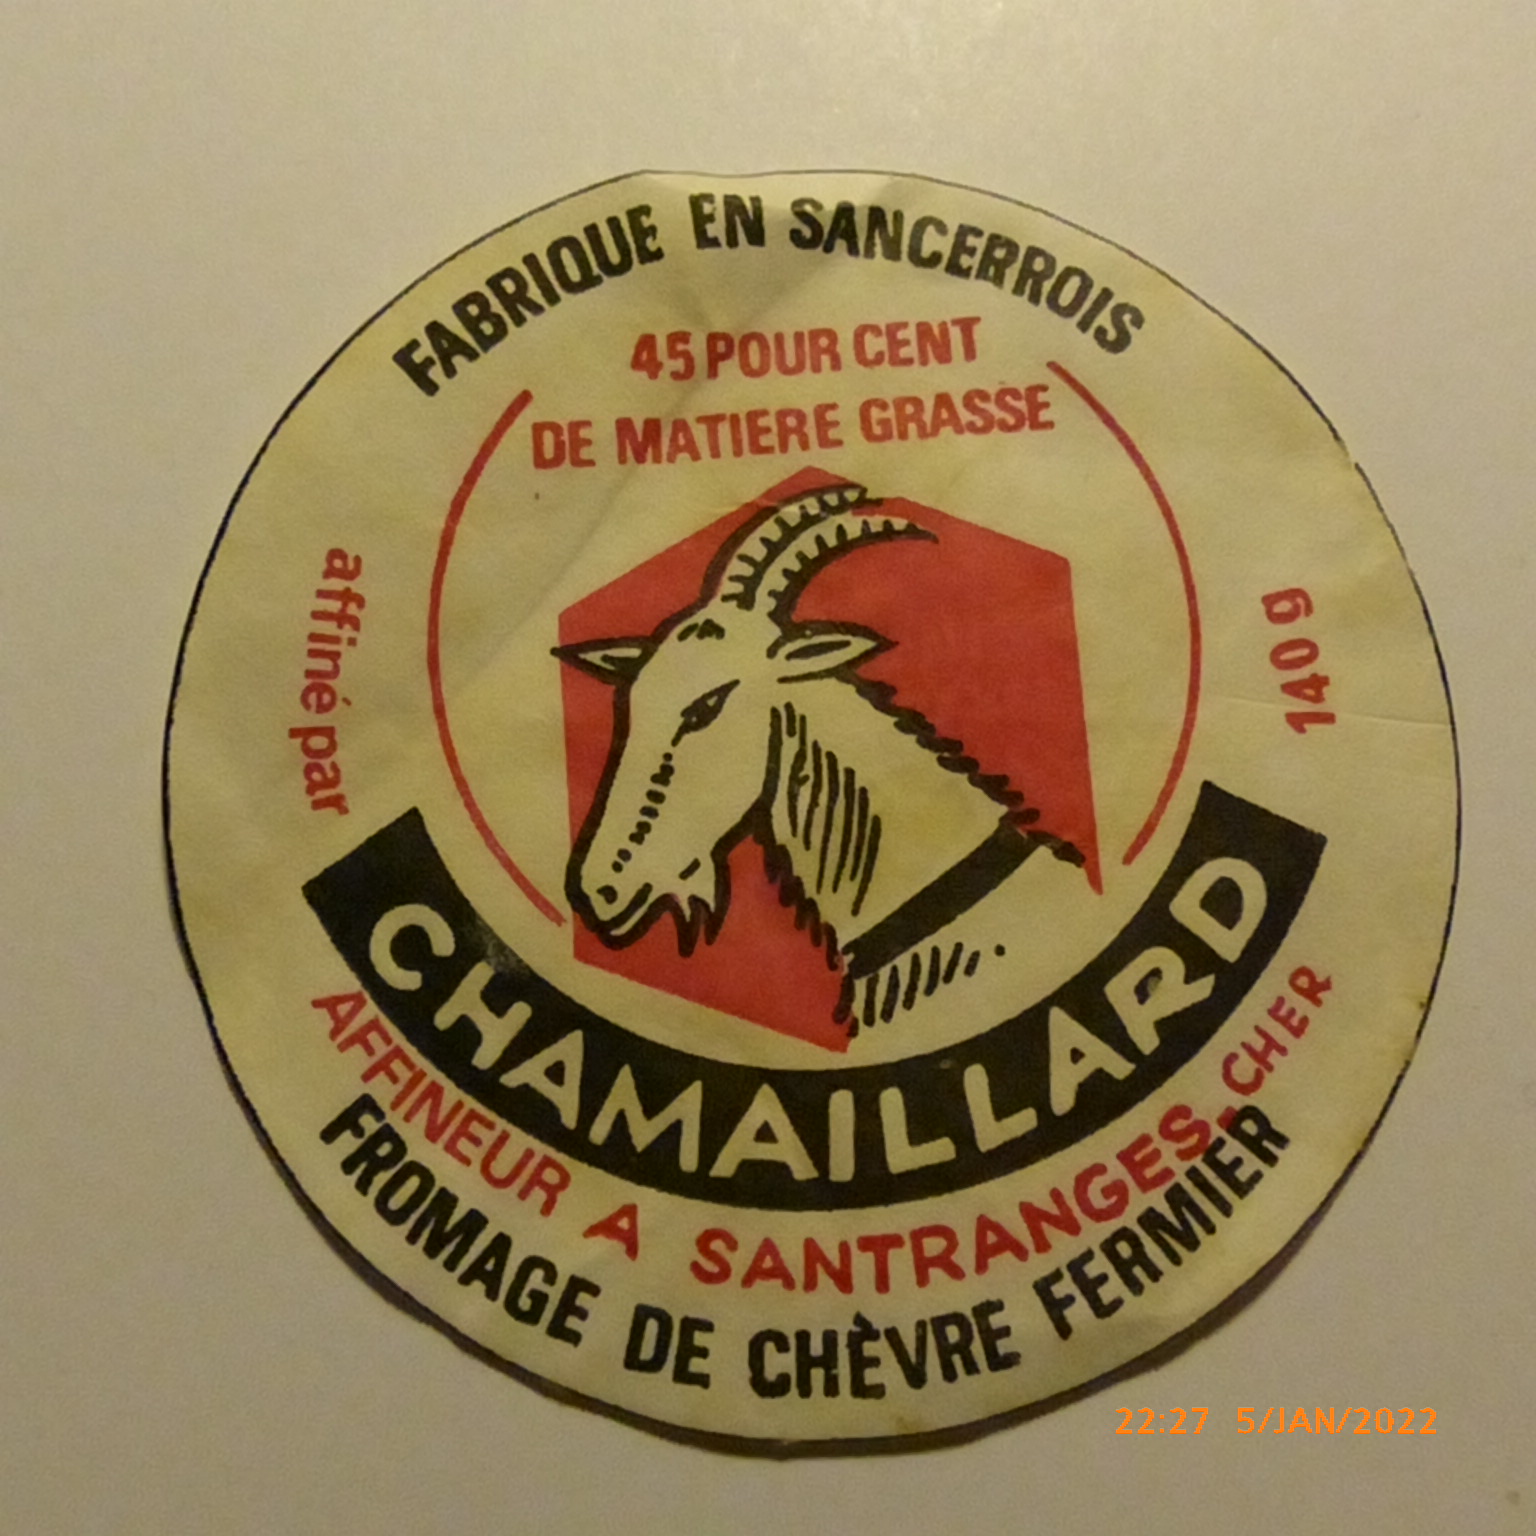 FABRIQUE EN SANCERROIS
45 POUR CENT
DE MATIERE GRASSE
affiné par
140 g
CHAMAILLARD
AFFINEUR A SANTRANGES. CHER
FROMAGE DE CHÈVRE FERMIER
22:27 5/JAN/2022